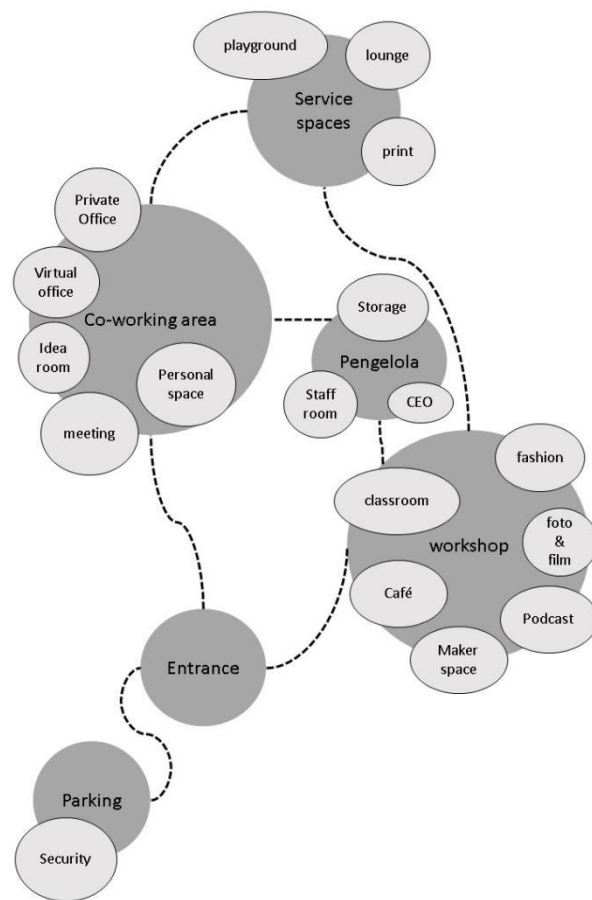 playground
lounge
Service
spaces
print
Private
Office
Virtual
office
Co-working area
Idea
room
Personal
space
meeting
Storage
Pengelola
Staff
room
CEO
fashion
classroom
foto
&
film
workshop
Café
Podcast
Maker
space
Entrance
Parking
Security